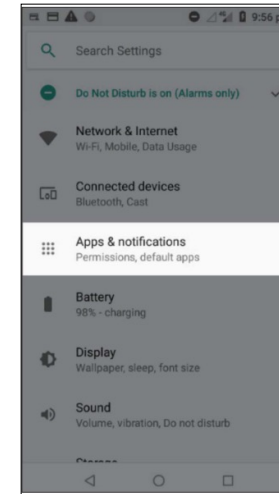 9:56 p
Search Settings
Do Not Disturb is on (Alarms only)
Network & Internet
Wi-Fi, Mobile, Data Usage
Connected devices
Bluetooth, Cast
Apps & notifications
Permissions, default apps
Battery
98% - charging
Display
Wallpaper, sleep, font size
Sound
Volume, vibration, Do not disturb
Storage